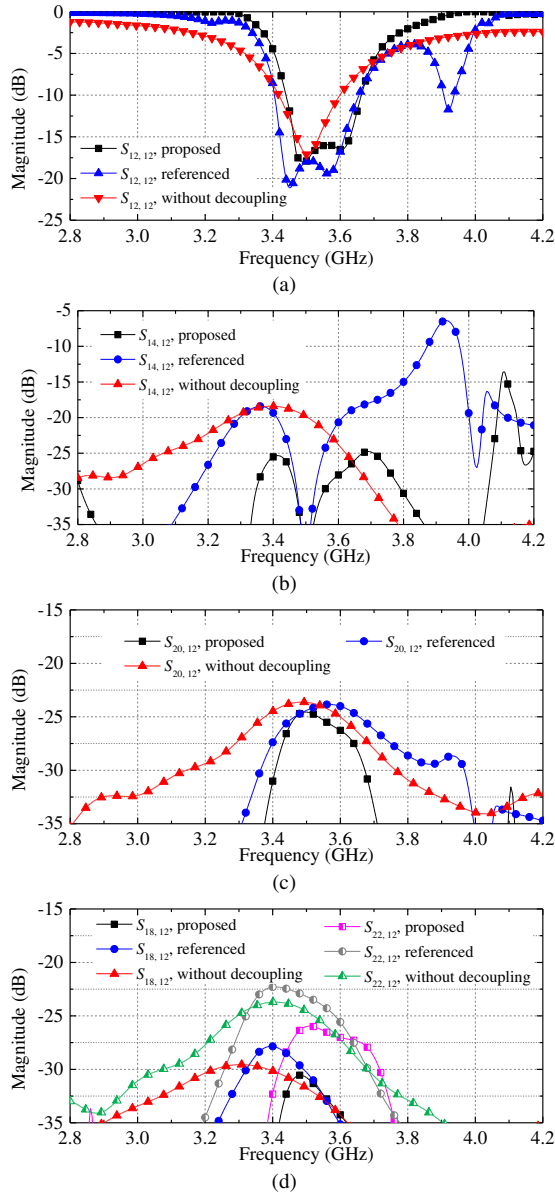 0
-5
-10
-15
-20
-25
Magnitude (dB)
S12, 12, proposed
S12, 12, referenced
S12, 12, without decoupling
2.8 3.0 3.2 3.4 3.6 3.8 4.0 4.2
Frequency (GHz)
(a)
-5
-10
-15
-20
-25
-30
-35
Magnitude (dB)
S14, 12, proposed
S14, 12, referenced
S14, 12, without decoupling
2.8 3.0 3.2 3.4 3.6 3.8 4.0 4.2
Frequency (GHz)
(b)
-15
-20
-25
-30
-35
Magnitude (dB)
S20, 12, proposed S20, 12, referenced
S20, 12, without decoupling
2.8 3.0 3.2 3.4 3.6 3.8 4.0 4.2
Frequency (GHz)
(c)
-15
-20
-25
-30
-35
Magnitude (dB)
S18, 12, proposed S22, 12, proposed
S18, 12, referenced S22, 12, referenced
S18, 12, without decoupling S22, 12, without decoupling
2.8 3.0 3.2 3.4 3.6 3.8 4.0 4.2
Frequency (GHz)
(d)